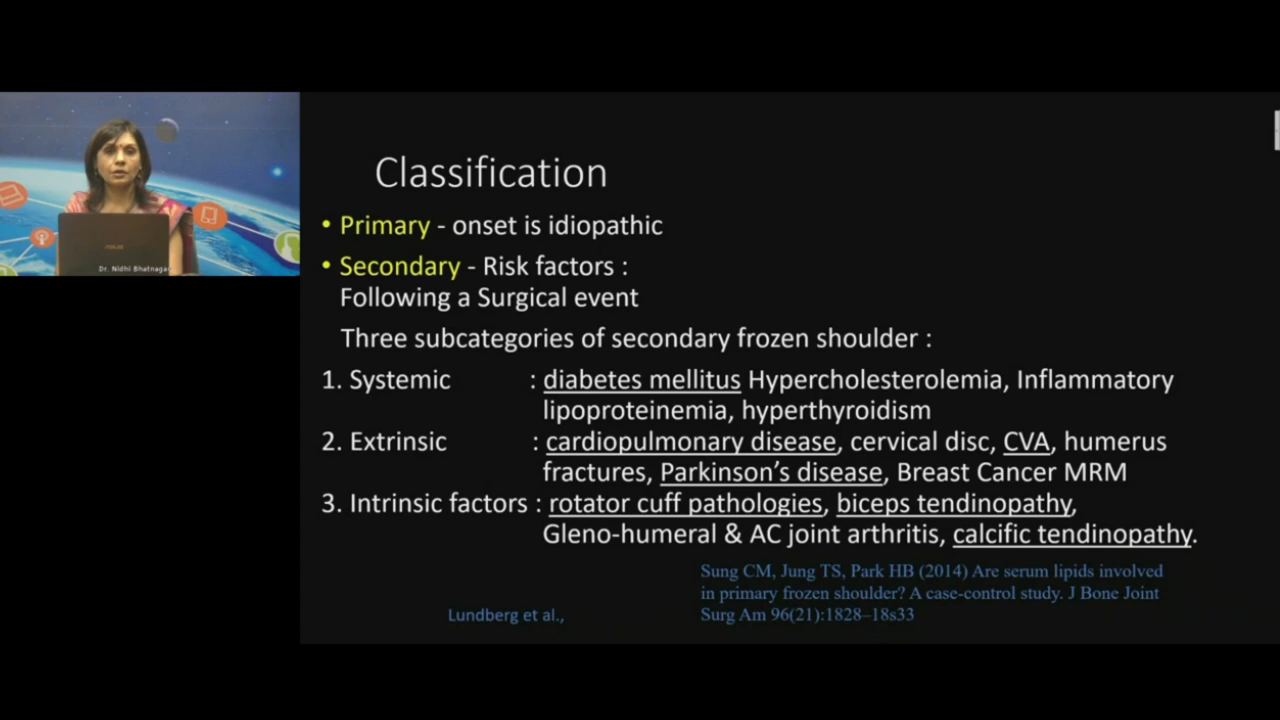 Classification
• Primary - onset is idiopathic
• Secondary - Risk factors :
Following a Surgical event
Three subcategories of secondary frozen shoulder :
1. Systemic : diabetes mellitus Hypercholesterolemia, Inflammatory
lipoproteinemia, hyperthyroidism
2. Extrinsic : cardiopulmonary disease, cervical disc, CVA, humerus
fractures, Parkinson’s disease, Breast Cancer MRM
3. Intrinsic factors : rotator cuff pathologies, biceps tendinopathy,
Gleno-humeral & AC joint arthritis, calcific tendinopathy.
Sung CM, Jung TS, Park HB (2014) Are serum lipids involved
in primary frozen shoulder? A case-control study. J Bone Joint
Surg Am 96(21):1828–18s33
Lundberg et al.,
Dr. Nidhi Bhatnagar